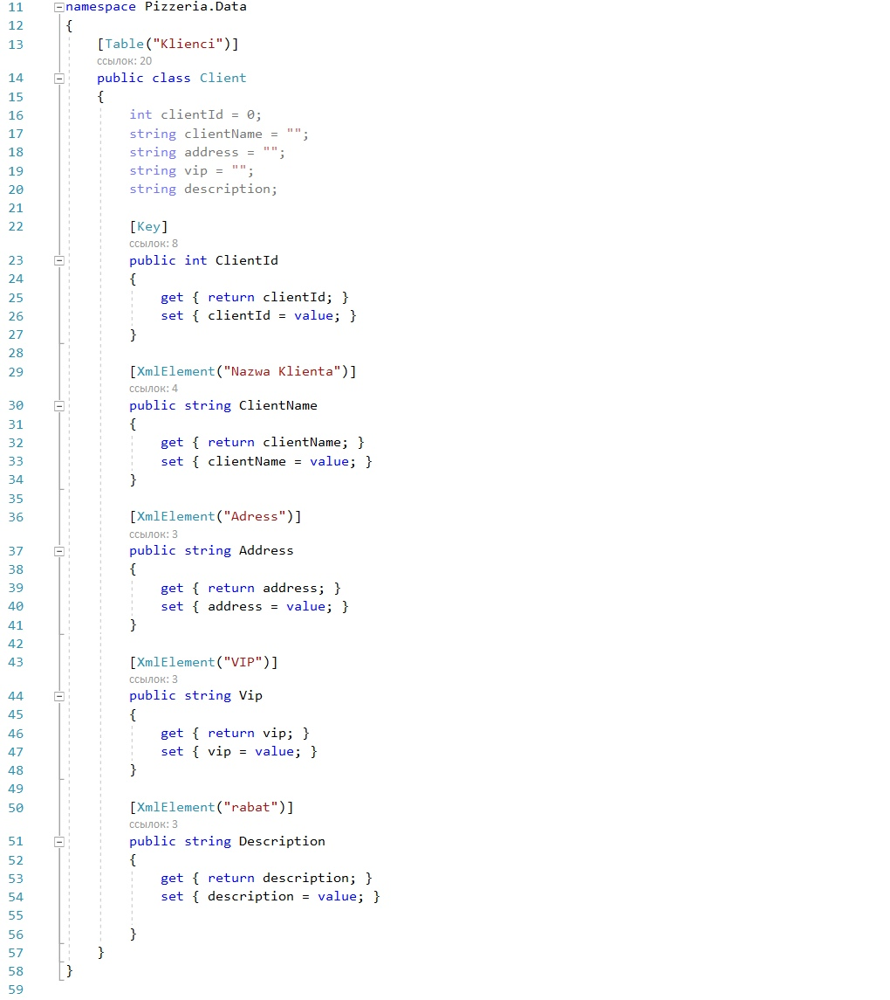 11 namespace Pizzeria.Data
12 {
13 [Table("Klienci")]
ссылок: 20
14 public class Client
15 {
16 int clientId = 0;
17 string clientName = "";
18 string address = "";
19 string vip = "";
20 string description;
21
22 [Key]
ссылок: 8
23 public int ClientId
24 {
25 get { return clientId; }
26 set { clientId = value; }
27 }
28
29 [XmlElement("Nazwa Klienta")]
ссылок: 4
30 public string ClientName
31 {
32 get { return clientName; }
33 set { clientName = value; }
34 }
35
36 [XmlElement("Adress")]
ссылок: 3
37 public string Address
38 {
39 get { return address; }
40 set { address = value; }
41 }
42
43 [XmlElement("VIP")]
ссылок: 3
44 public string Vip
45 {
46 get { return vip; }
47 set { vip = value; }
48 }
49
50 [XmlElement("rabat")]
ссылок: 3
51 public string Description
52 {
53 get { return description; }
54 set { description = value; }
55
56 }
57 }
58 }
59